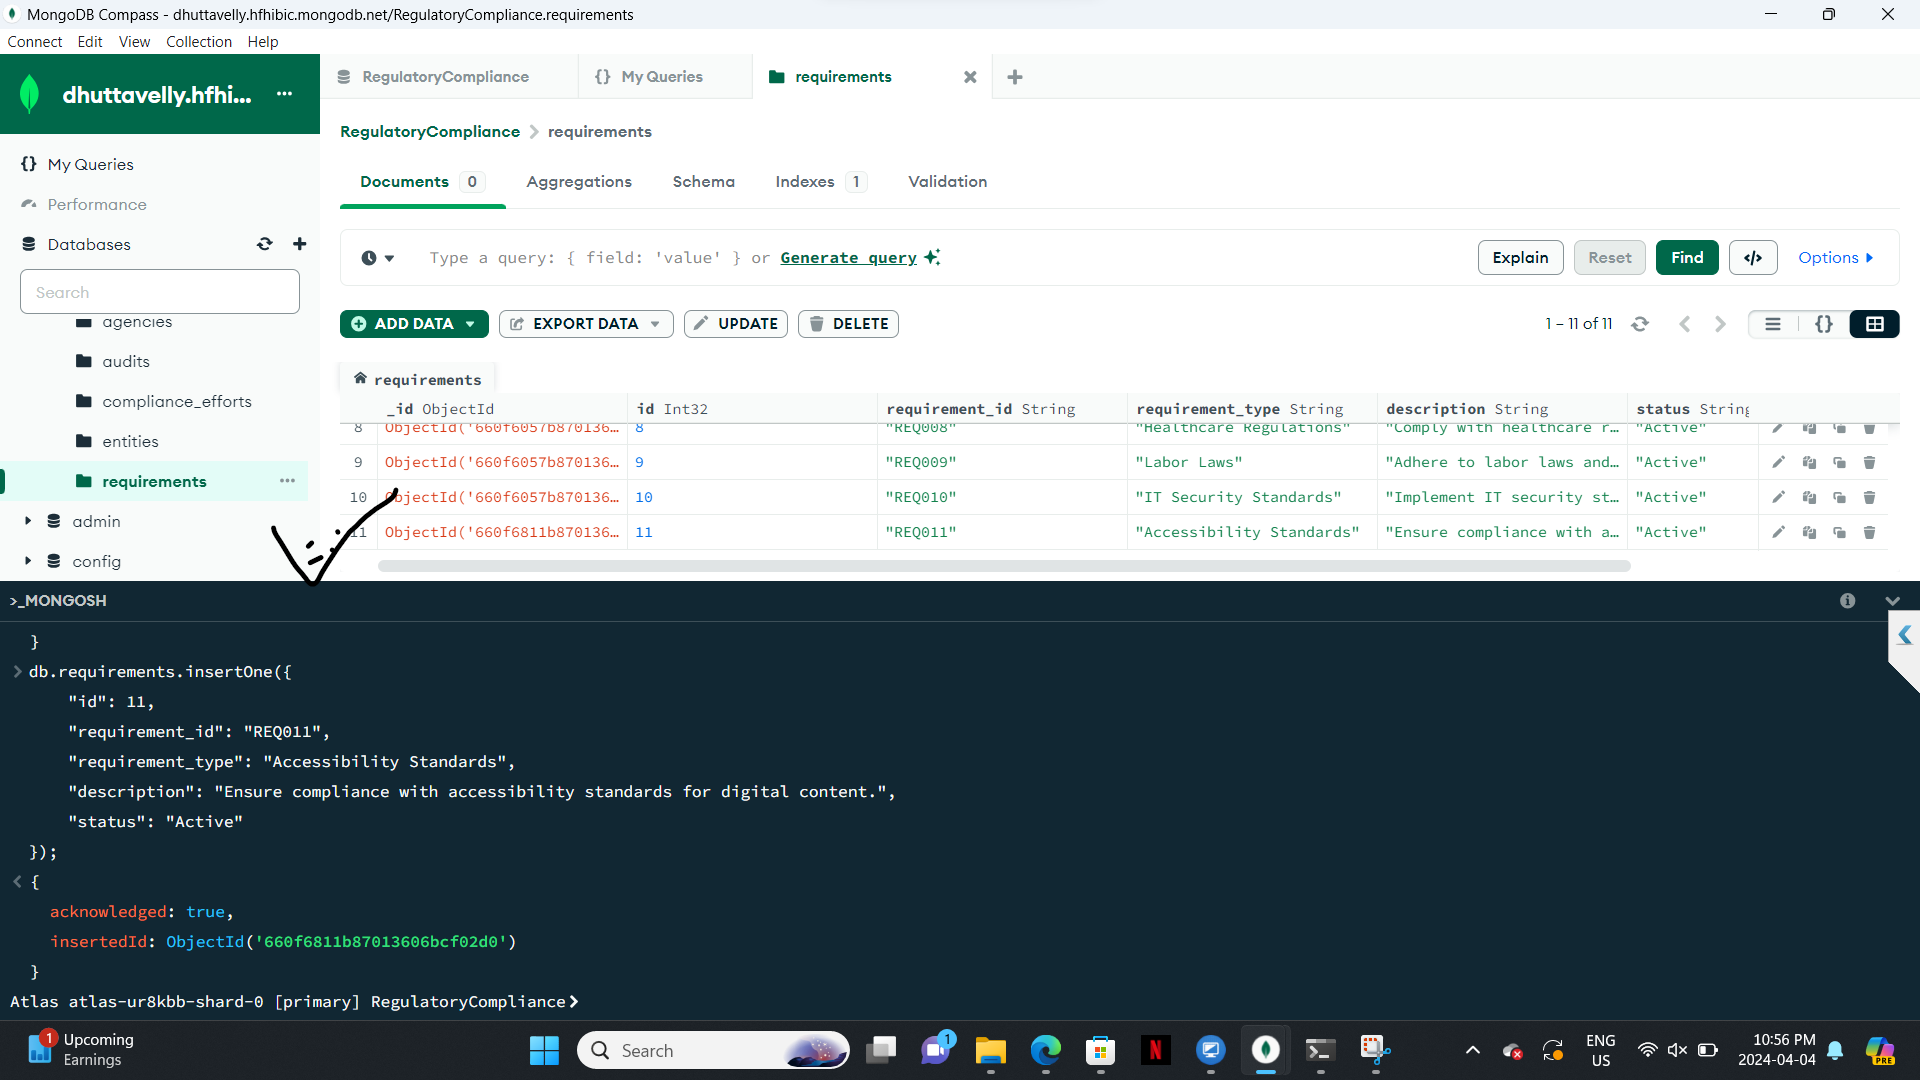 MongoDB Compass - dhuttavelly.hfhibic.mongodb.net/RegulatoryCompliance.requirements
Connect Edit View Collection Help
dhuttavelly.hfhi... ...
RegulatoryCompliance {} My Queries requirements
RegulatoryCompliance > requirements
{} My Queries
Performance
Databases
Search
agencies
audits
compliance_efforts
entities
requirements ...
admin
config
Documents 0 Aggregations Schema Indexes 1 Validation
Type a query: { field: 'value' } or Generate query
Explain Reset Find </> Options
ADD DATA EXPORT DATA UPDATE DELETE
1 – 11 of 11 {}
requirements
_id ObjectId id Int32 requirement_id String requirement_type String description String status String
8 ObjectId('660f6057b870136… 8 "REQ008" "Healthcare Regulations" "Comply with healthcare r… "Active"
9 ObjectId('660f6057b870136… 9 "REQ009" "Labor Laws" "Adhere to labor laws and… "Active"
10 ObjectId('660f6057b870136… 10 "REQ010" "IT Security Standards" "Implement IT security st… "Active"
11 ObjectId('660f6811b870136… 11 "REQ011" "Accessibility Standards" "Ensure compliance with a… "Active"
>_MONGOSH
}
> db.requirements.insertOne({
"id": 11,
"requirement_id": "REQ011",
"requirement_type": "Accessibility Standards",
"description": "Ensure compliance with accessibility standards for digital content.",
"status": "Active"
});
< {
acknowledged: true,
insertedId: ObjectId('660f6811b87013606bcf02d0')
}
Atlas atlas-ur8kbb-shard-0 [primary] RegulatoryCompliance>
1 Upcoming
Earnings
Search
1
N
ENG
US
10:56 PM
2024-04-04
PRE